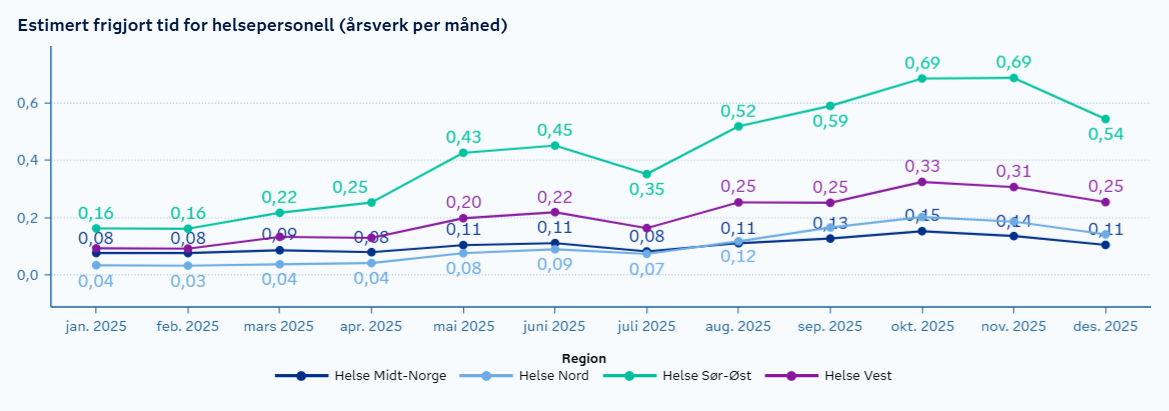 Estimert frigjort tid for helsepersonell (årsverk per måned)
0,69 0,69
0,6
0,52 0,59 0,54
0,43 0,45
0,4
0,35 0,33 0,31
0,16 0,16 0,22 0,25 0,20 0,22 0,25 0,25 0,25
0,2
0,08 0,08 0,09 0,08 0,11 0,11 0,08 0,11 0,13 0,15 0,14 0,11
0,0
0,04 0,03 0,04 0,04 0,08 0,09 0,07 0,12
jan. 2025 feb. 2025 mars 2025 apr. 2025 mai 2025 juni 2025 juli 2025 aug. 2025 sep. 2025 okt. 2025 nov. 2025 des. 2025
Region
Helse Midt-Norge Helse Nord Helse Sør-Øst Helse Vest